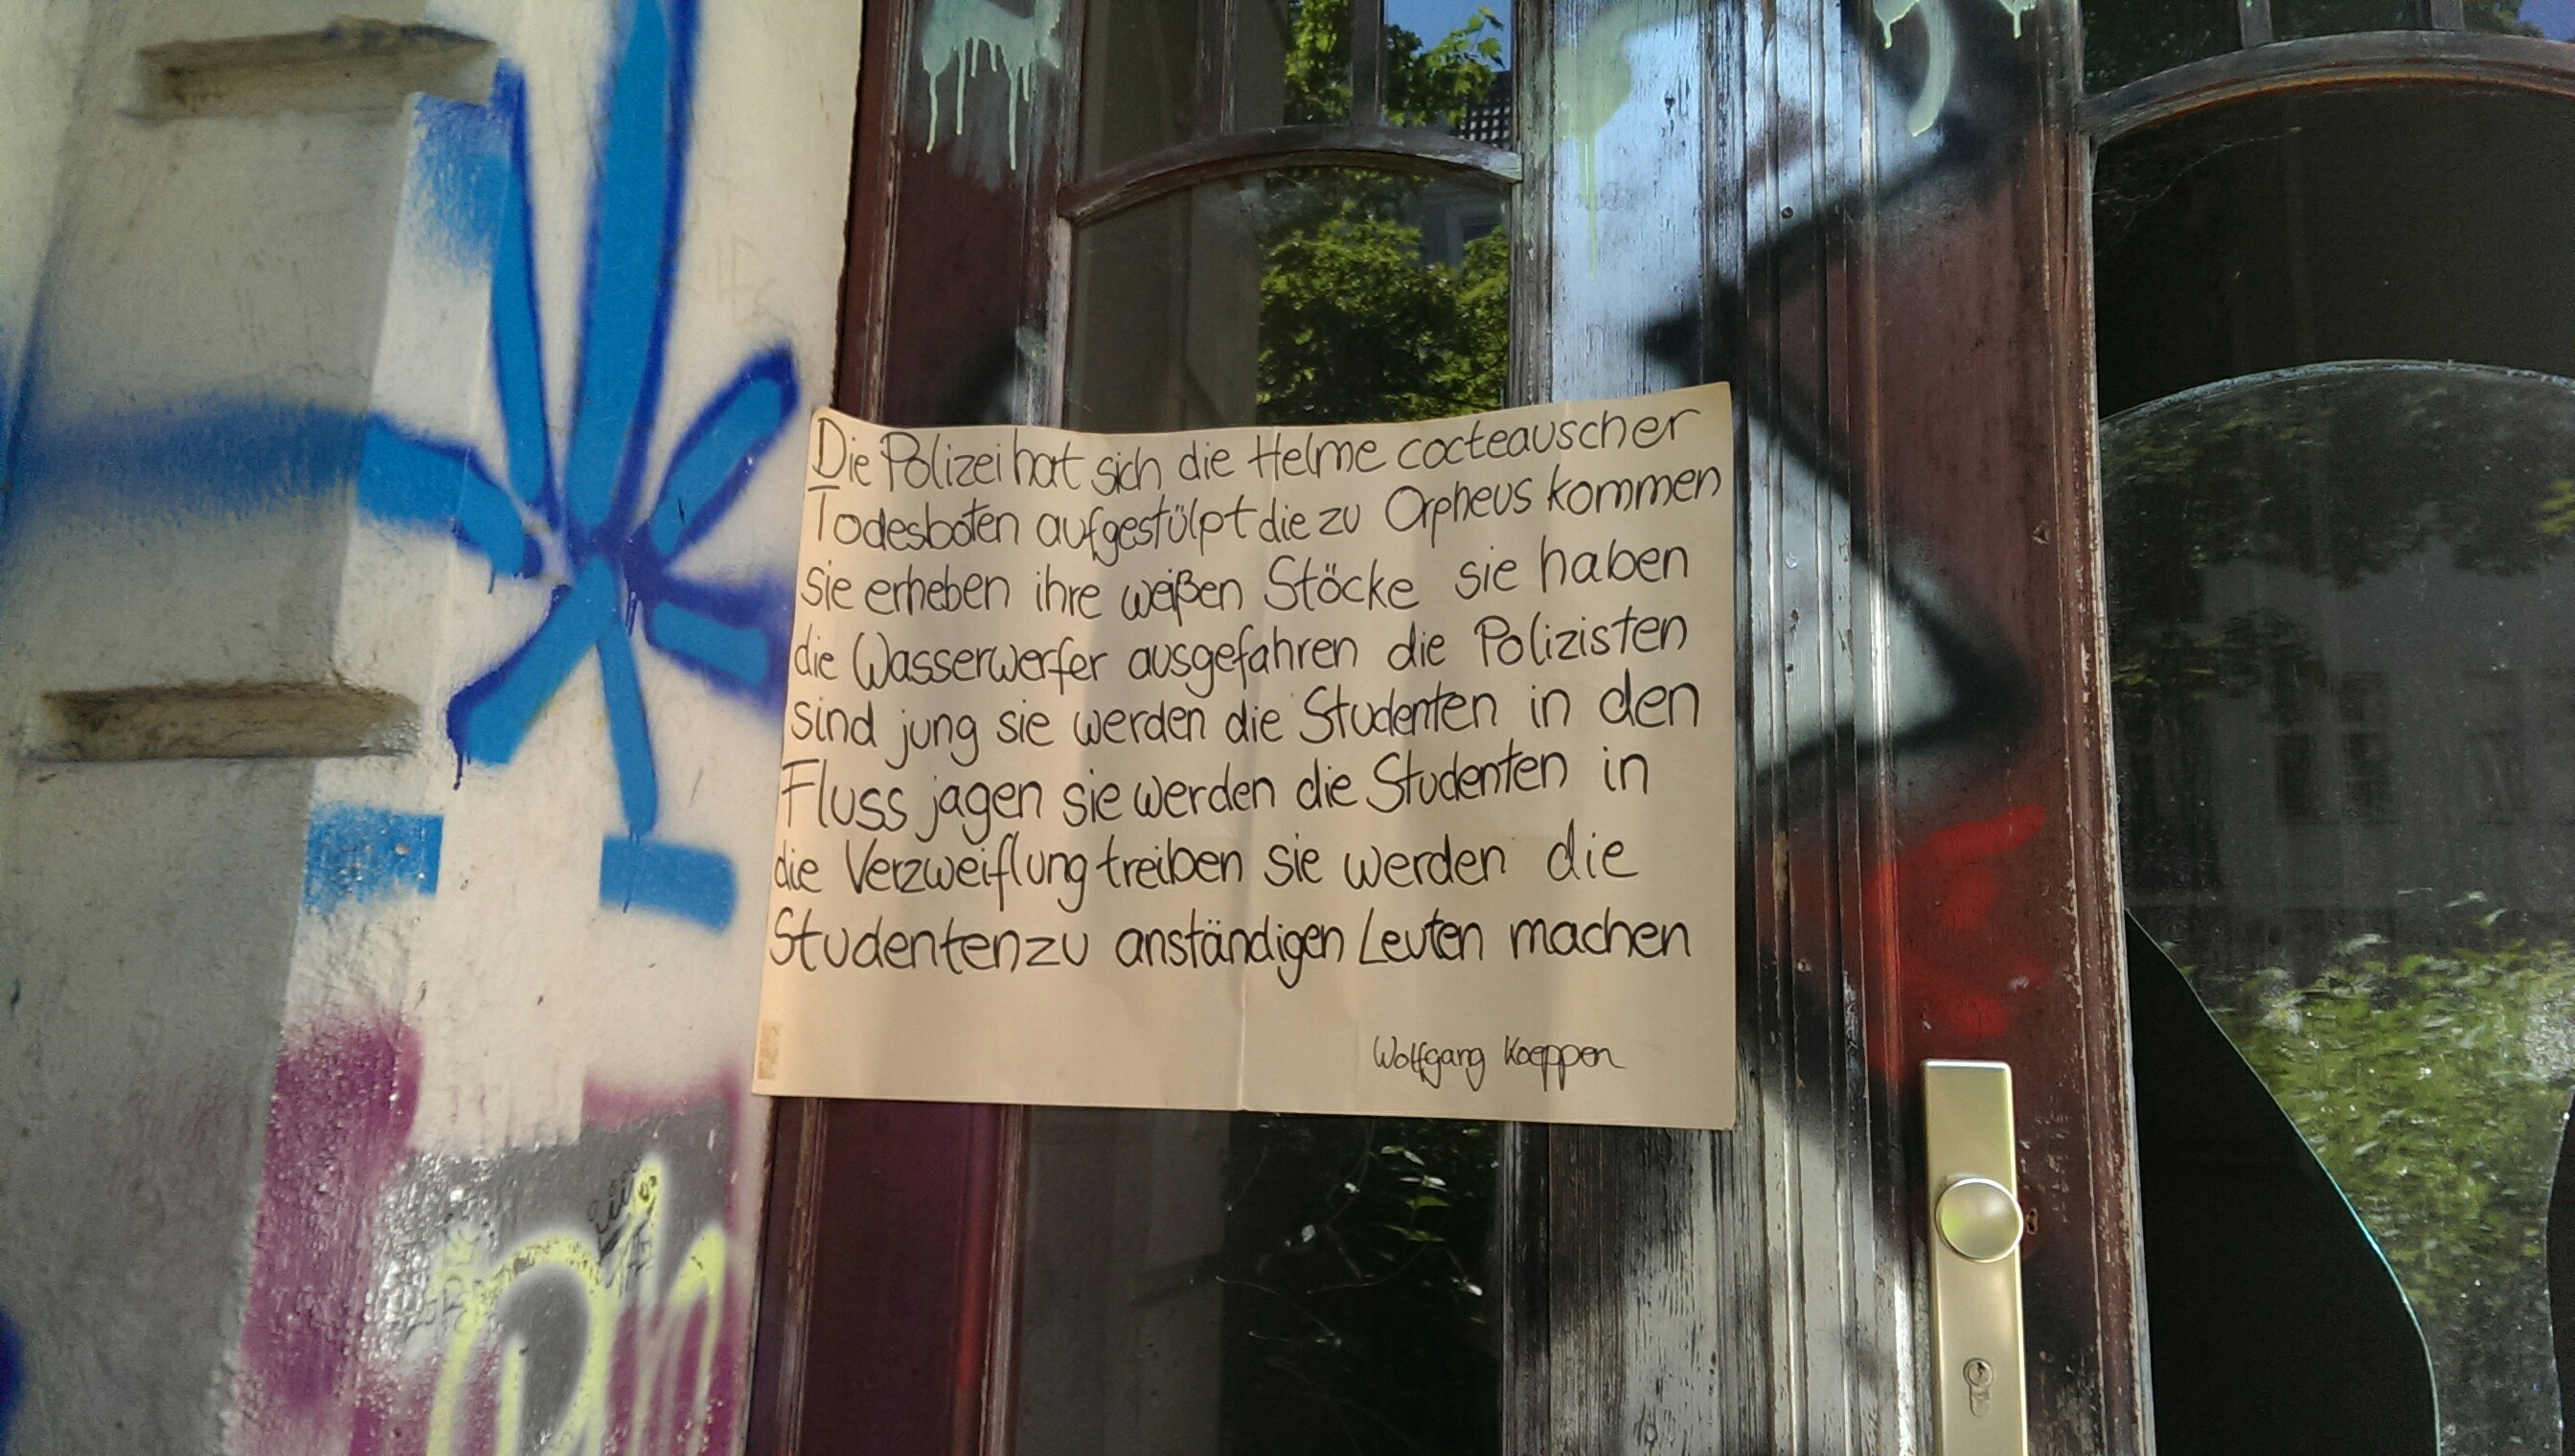 Die Polizei hat sich die Helme cocteauscher
Todesboten aufgestülpt die zu Orpheus kommen
sie erheben ihre weißen Stöcke sie haben
die Wasserwerfer ausgefahren die Polizisten
sind jung sie werden die Studenten in den
Fluss jagen sie werden die Studenten in
die Verzweiflung treiben sie werden die
Studenten zu anständigen Leuten machen
Wolfgang Koeppen